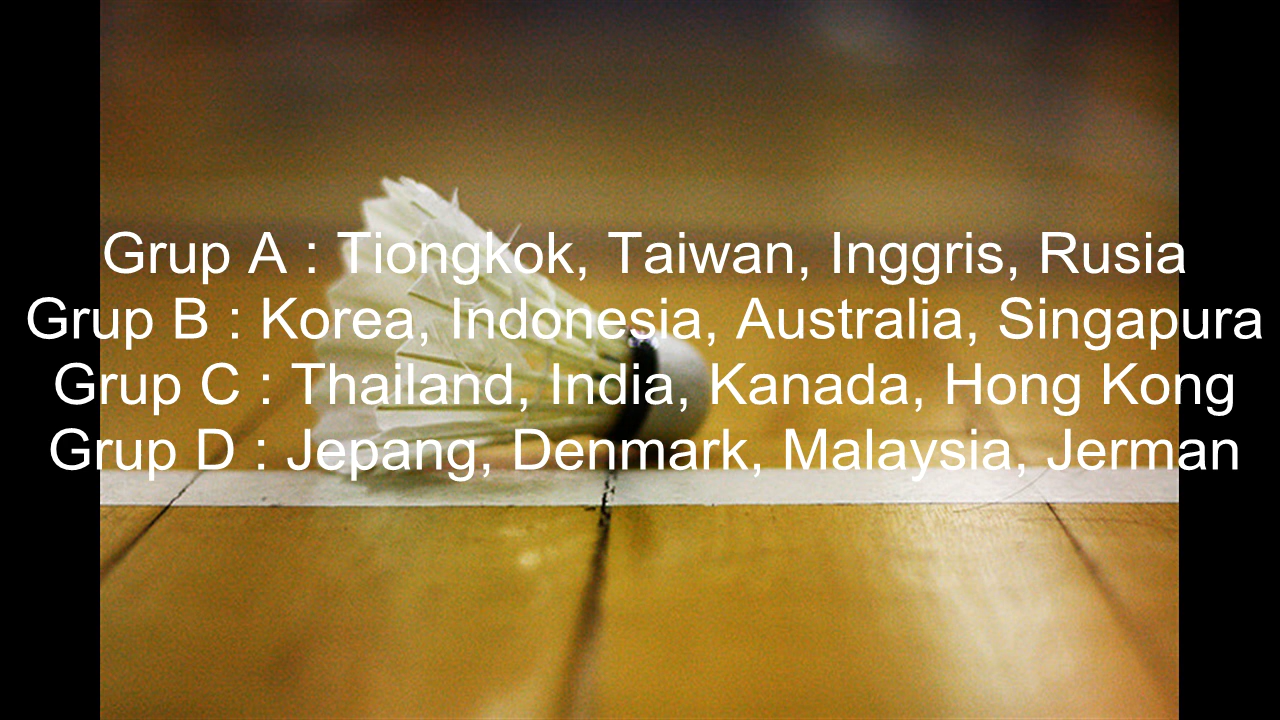 Grup A : Tiongkok, Taiwan, Inggris, Rusia
Grup B : Korea, Indonesia, Australia, Singapura
Grup C : Thailand, India, Kanada, Hong Kong
Grup D : Jepang, Denmark, Malaysia, Jerman